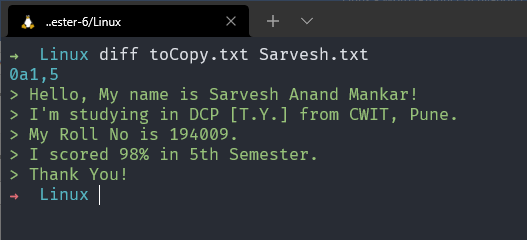 ..ester-6/Linux
→ Linux diff toCopy.txt Sarvesh.txt
0a1,5
> Hello, My name is Sarvesh Anand Mankar!
> I'm studying in DCP [T.Y.] from CWIT, Pune.
> My Roll No is 194009.
> I scored 98% in 5th Semester.
> Thank You!
→ Linux